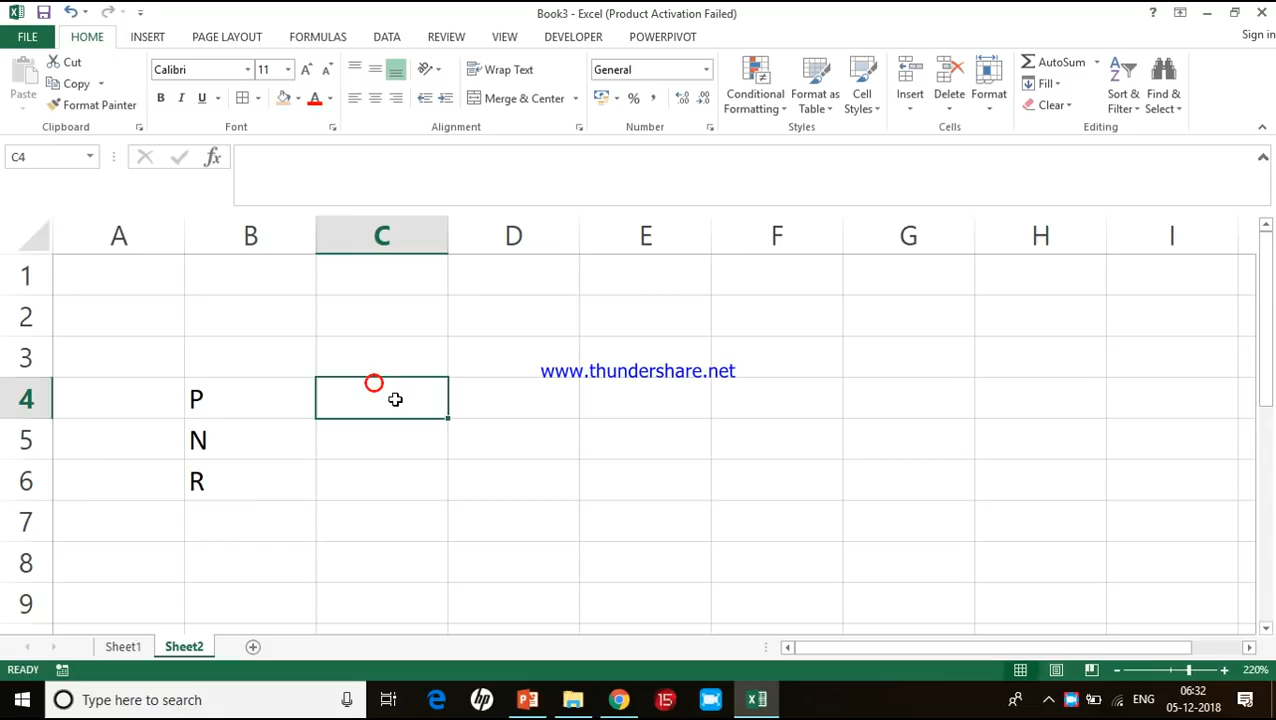 Book3 - Excel (Product Activation Failed)
FILE HOME INSERT PAGE LAYOUT FORMULAS DATA REVIEW VIEW DEVELOPER POWERPIVOT Sign in
Paste
Cut
Copy
Format Painter
Clipboard
Calibri 11
B I U A
Font
Wrap Text
Merge & Center
Alignment
General
%
Number
Conditional Formatting
Format as Table
Cell Styles
Styles
Insert
Delete
Format
Cells
AutoSum
Fill
Clear
Sort & Filter
Find & Select
Editing
C4 fx
A B C D E F G H I
1
2
3
www.thundershare.net
4 P
5 N
6 R
7
8
9
Sheet1 Sheet2
READY 220%
Type here to search
15
ENG
06:32
05-12-2018